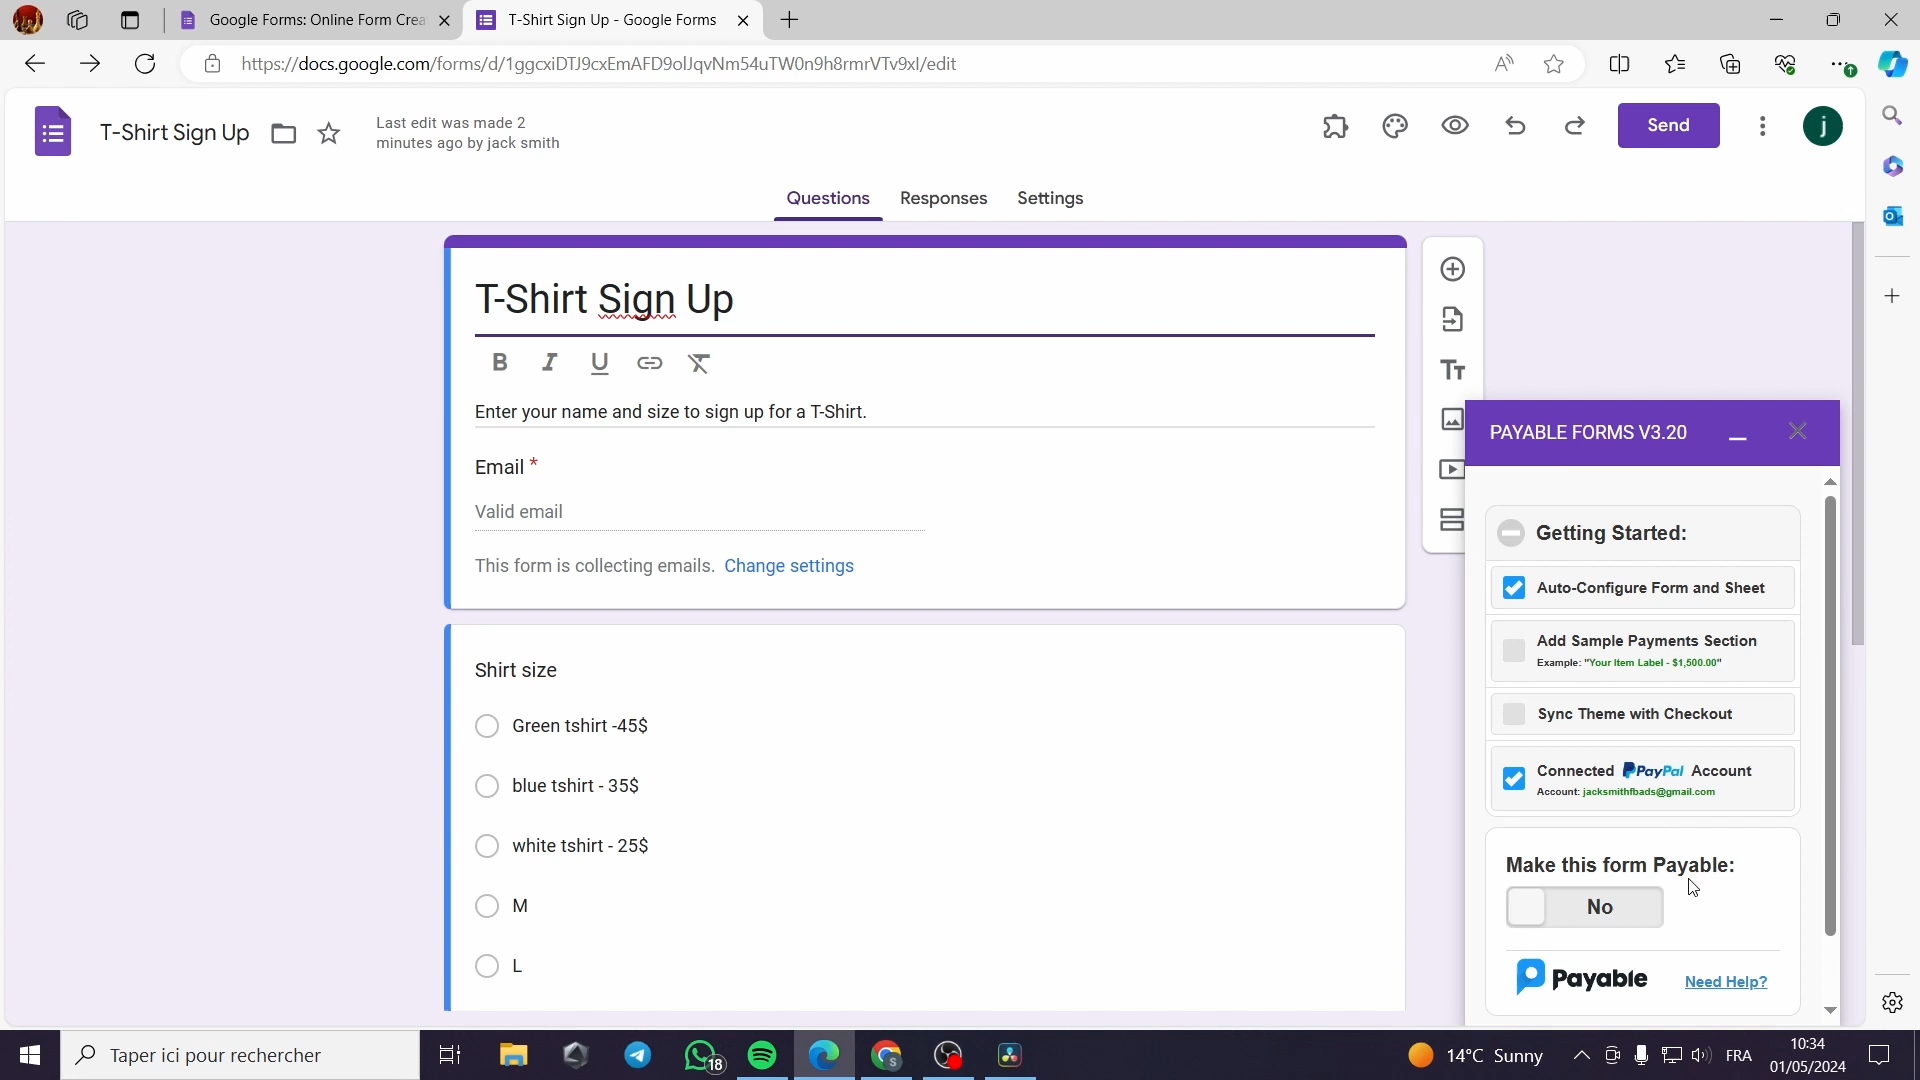 Google Forms: Online Form Crea
T-Shirt Sign Up - Google Forms
https://docs.google.com/forms/d/1ggcxiDTJ9cxEmAFD9oIJqvNm54uTW0n9h8rmrVTv9xI/edit
T-Shirt Sign Up
Last edit was made 2
minutes ago by jack smith
Send
j
Questions
Responses
Settings
T-Shirt Sign Up
B I U
Enter your name and size to sign up for a T-Shirt.
Email *
Valid email
This form is collecting emails. Change settings
Shirt size
Green tshirt -45$
blue tshirt - 35$
white tshirt - 25$
M
L
Tт
PAYABLE FORMS V3.20
Getting Started:
Auto-Configure Form and Sheet
Add Sample Payments Section
Example: "Your Item Label - $1,500.00"
Sync Theme with Checkout
Connected PayPal Account
Account: jacksmithfbads@gmail.com
Make this form Payable:
No
Payable
Need Help?
Taper ici pour rechercher
18
14°C Sunny
FRA
10:34
01/05/2024